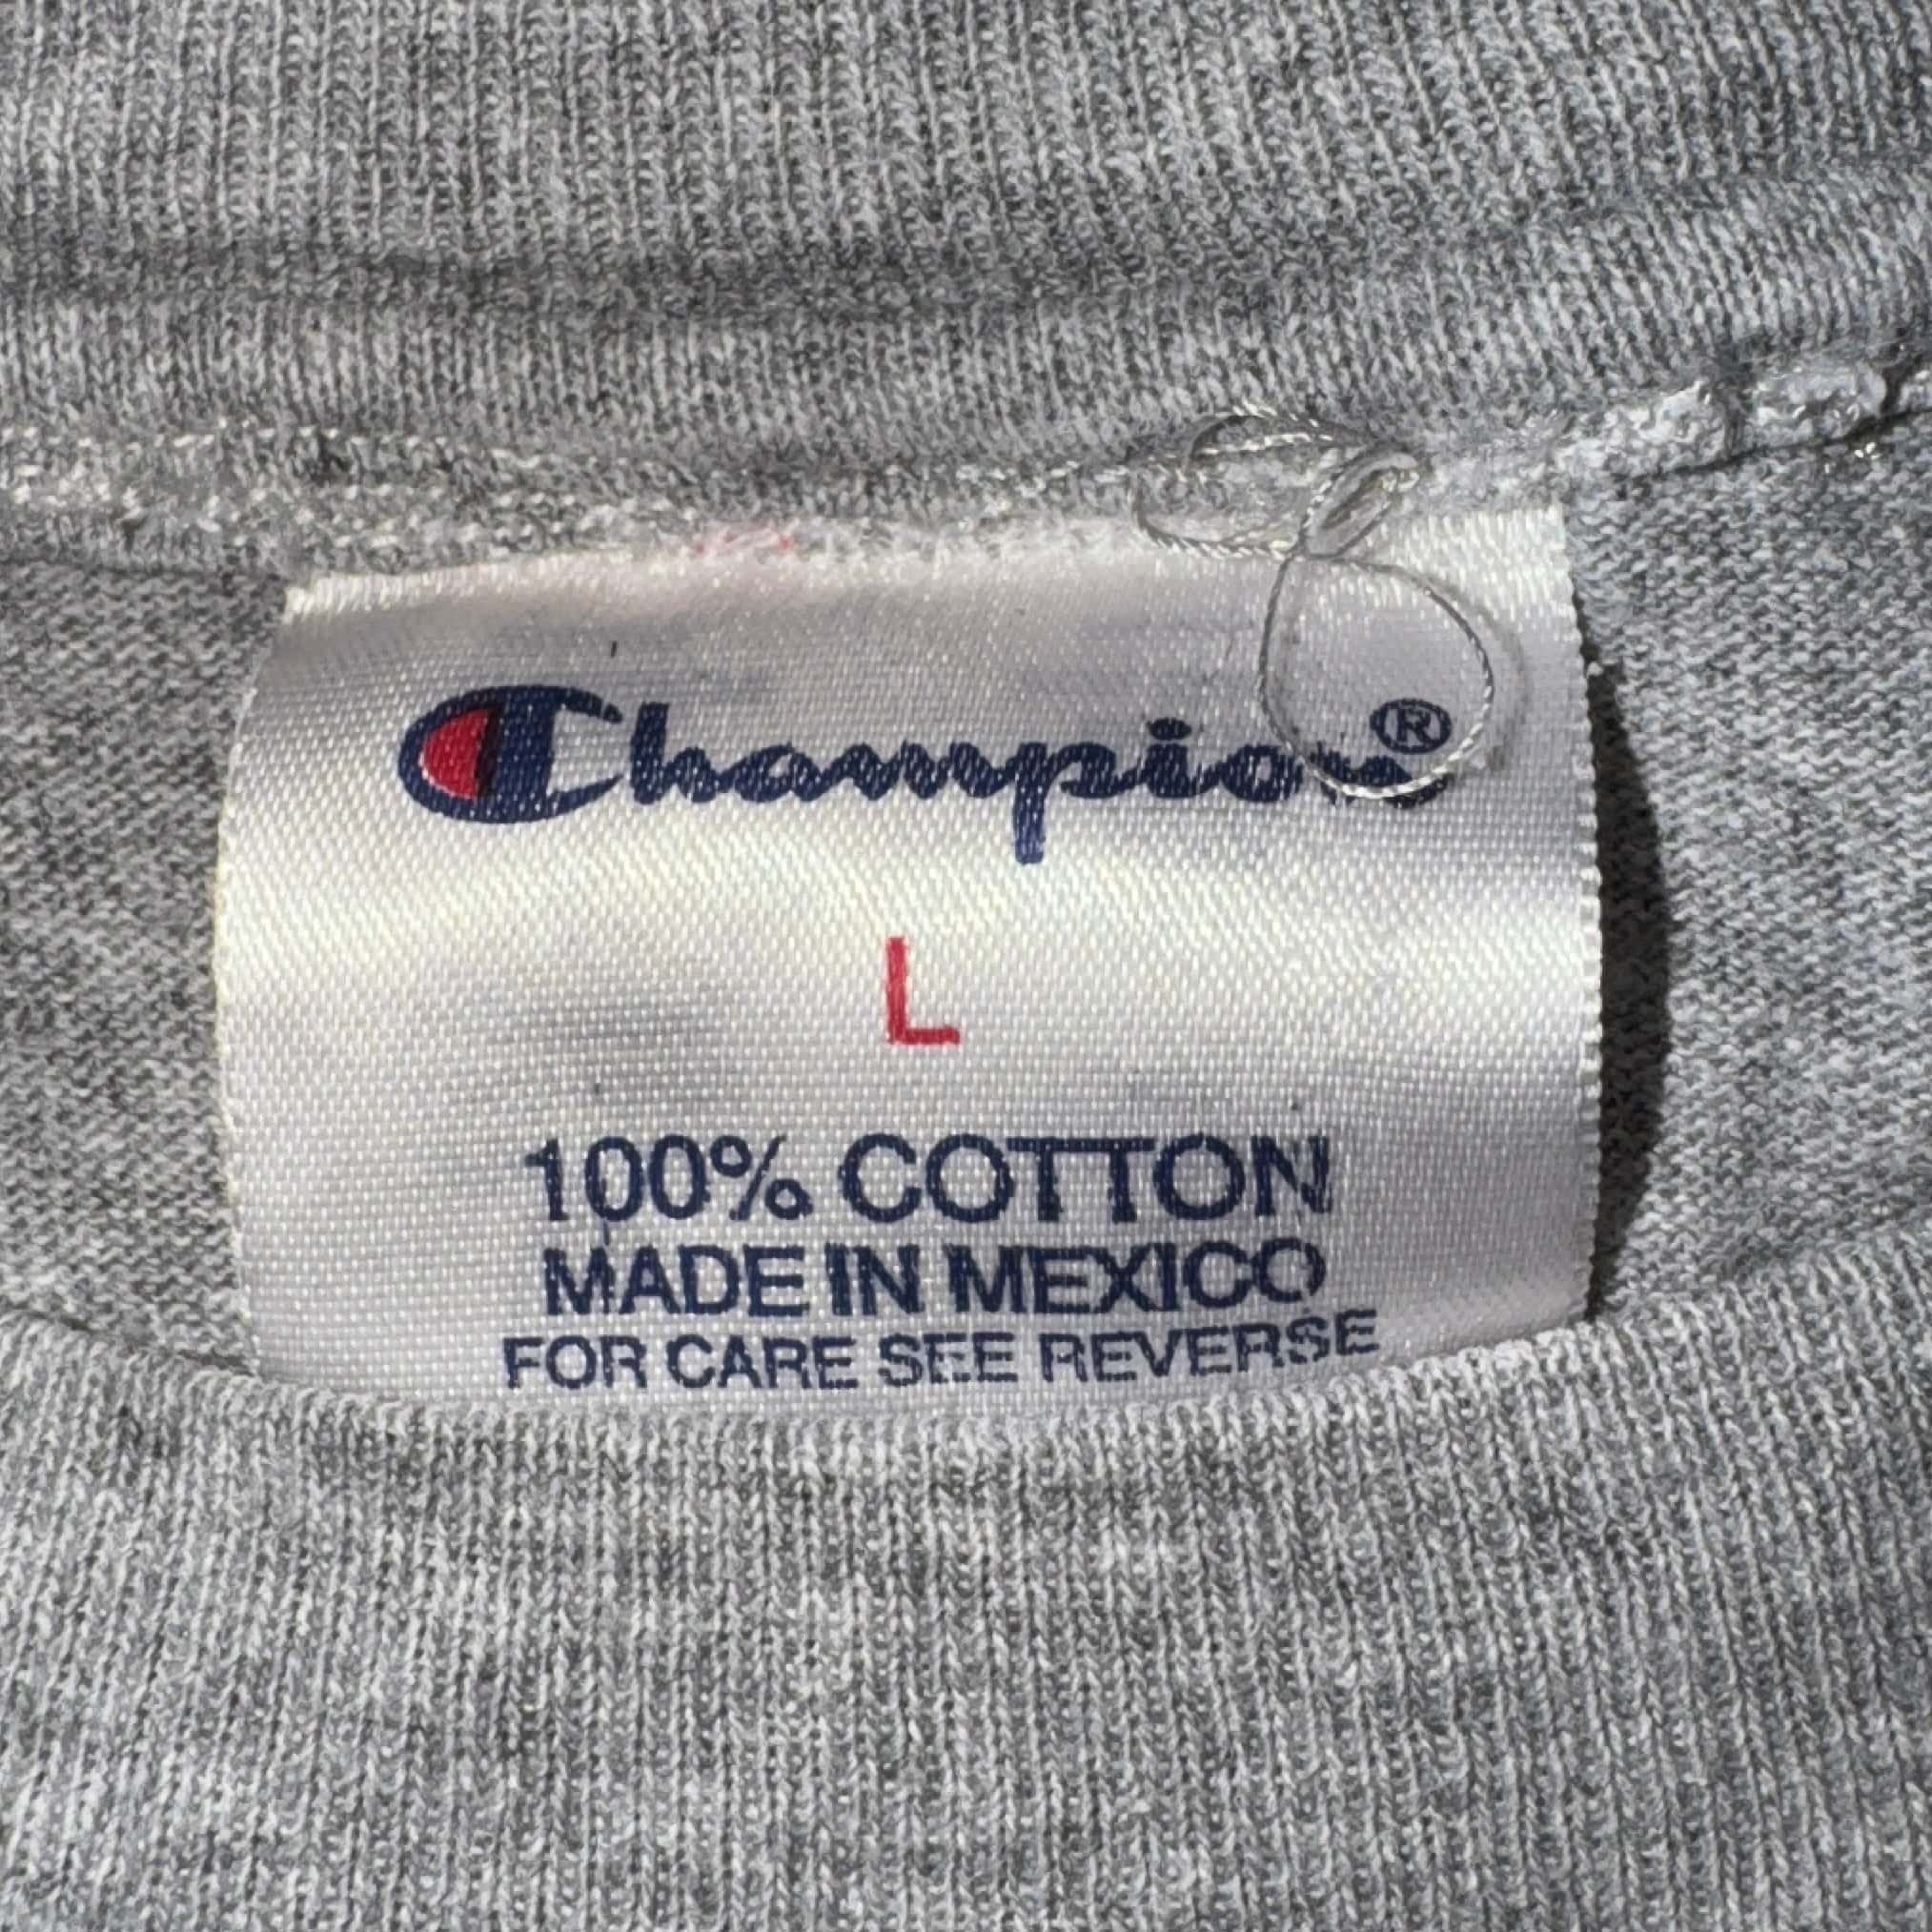 Champion®
L
100% COTTON
MADE IN MEXICO
FOR CARE SEE REVERSE